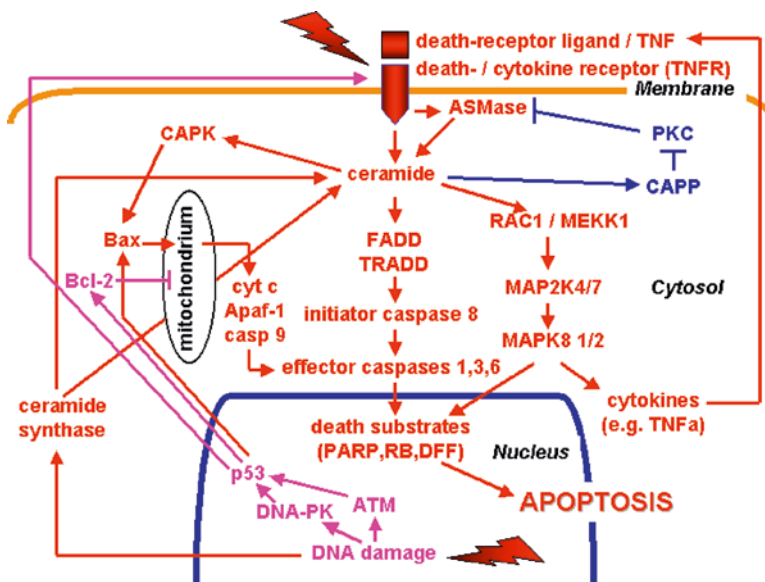 death-receptor ligand / TNF
death- / cytokine receptor (TNFR)
Membrane
ASMase
CAPK
PKC
ceramide
CAPP
RAC1 / MEKK1
Bax
FADD
TRADD
mitochondrium
Bcl-2
cyt c
Apaf-1
casp 9
MAP2K4/7
Cytosol
initiator caspase 8
MAPK8 1/2
effector caspases 1,3,6
ceramide
synthase
cytokines
(e.g. TNFa)
death substrates
(PARP,RB,DFF)
Nucleus
p53
DNA-PK
ATM
APOPTOSIS
DNA damage